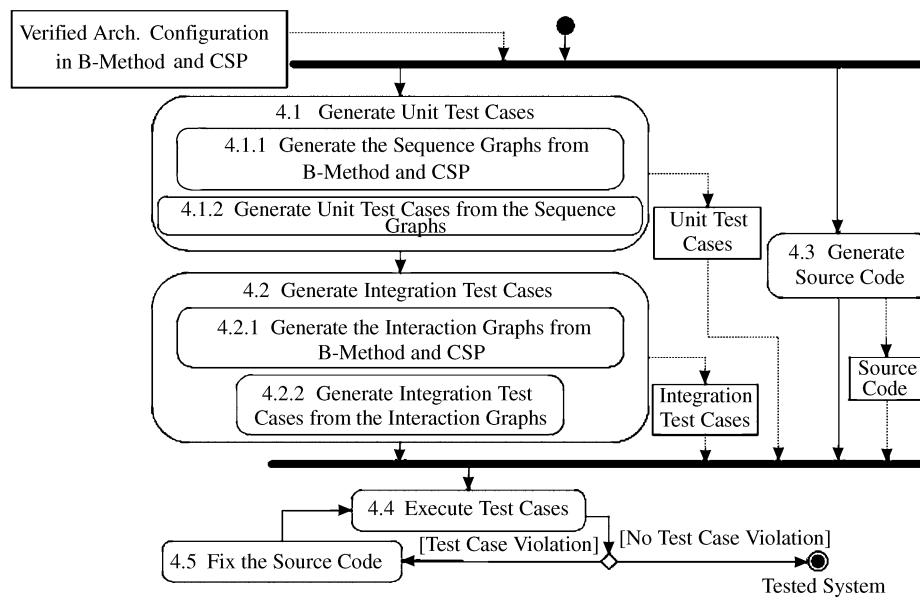 Verified Arch. Configuration
in B-Method and CSP
4.1 Generate Unit Test Cases
4.1.1 Generate the Sequence Graphs from
B-Method and CSP
4.1.2 Generate Unit Test Cases from the Sequence
Graphs
Unit Test
Cases
4.3 Generate
Source Code
4.2 Generate Integration Test Cases
4.2.1 Generate the Interaction Graphs from
B-Method and CSP
4.2.2 Generate Integration Test
Cases from the Interaction Graphs
Integration
Test Cases
Source
Code
4.4 Execute Test Cases
[Test Case Violation]
[No Test Case Violation]
4.5 Fix the Source Code
Tested System